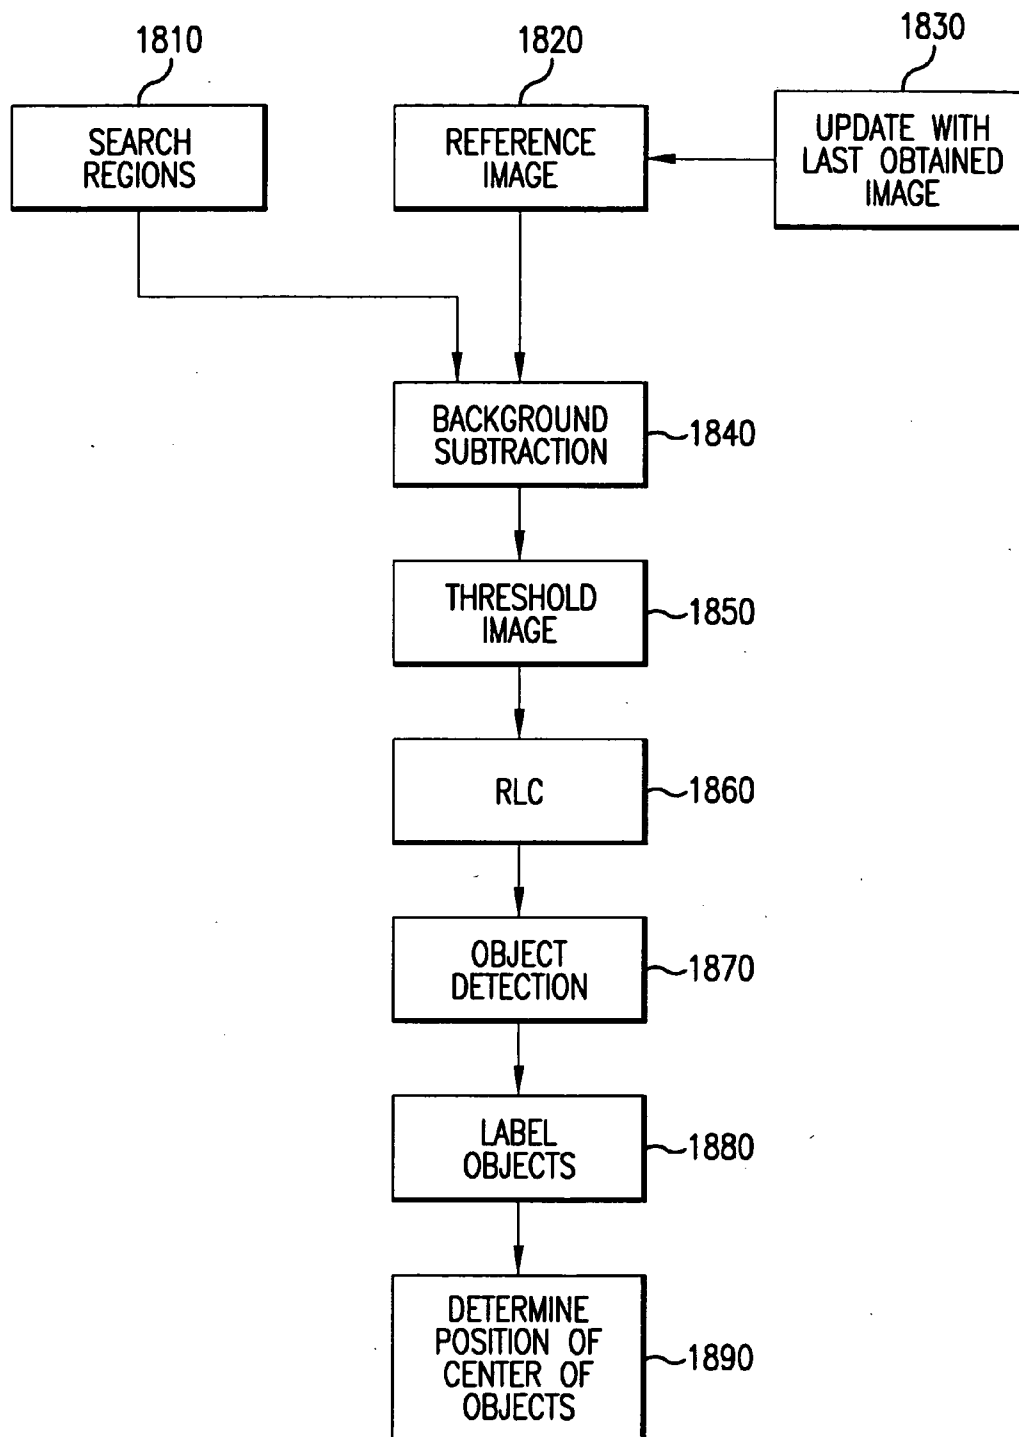 1810
1820
1830
SEARCH
REGIONS
REFERENCE
IMAGE
UPDATE WITH
LAST OBTAINED
IMAGE
BACKGROUND
SUBTRACTION
1840
THRESHOLD
IMAGE
1850
RLC
1860
OBJECT
DETECTION
1870
LABEL
OBJECTS
1880
DETERMINE
POSITION OF
CENTER OF
OBJECTS
1890